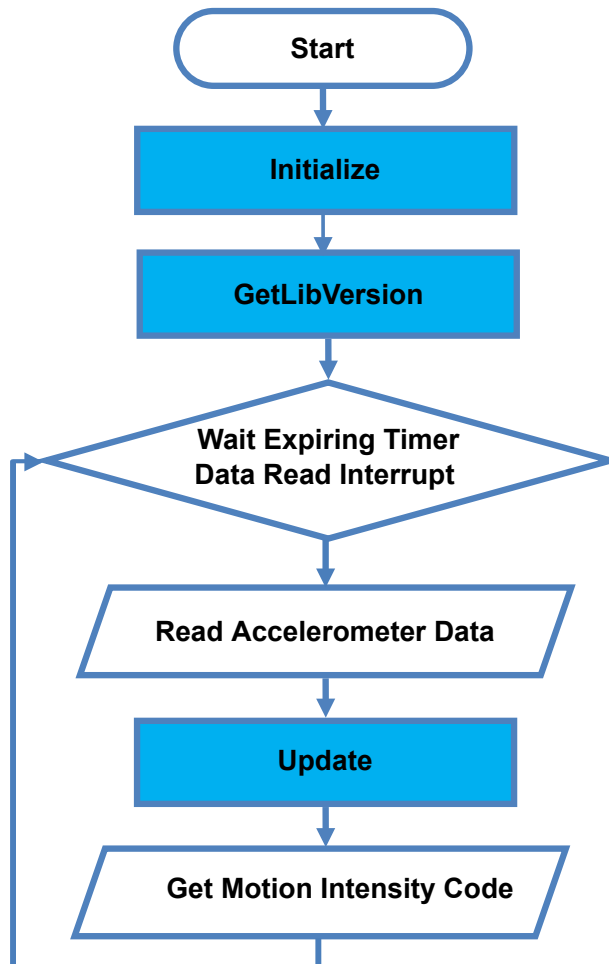 Start
Initialize
GetLibVersion
Wait Expiring Timer
Data Read Interrupt
Read Accelerometer Data
Update
Get Motion Intensity Code